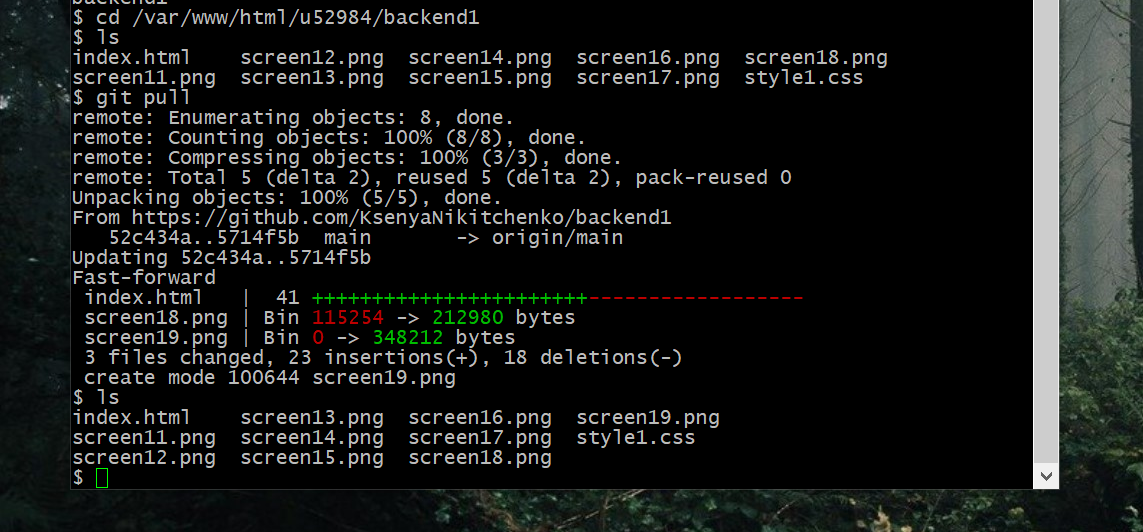 backend1
$ cd /var/www/html/u52984/backend1
$ ls
index.html    screen12.png  screen14.png  screen16.png  screen18.png
screen11.png  screen13.png  screen15.png  screen17.png  style1.css
$ git pull
remote: Enumerating objects: 8, done.
remote: Counting objects: 100% (8/8), done.
remote: Compressing objects: 100% (3/3), done.
remote: Total 5 (delta 2), reused 5 (delta 2), pack-reused 0
Unpacking objects: 100% (5/5), done.
From https://github.com/KsenyaNikitchenko/backend1
   52c434a..5714f5b  main       -> origin/main
Updating 52c434a..5714f5b
Fast-forward
 index.html   |  41 +++++++++++++++++++++++------------------
 screen18.png | Bin 115254 -> 212980 bytes
 screen19.png | Bin 0 -> 348212 bytes
 3 files changed, 23 insertions(+), 18 deletions(-)
 create mode 100644 screen19.png
$ ls
index.html    screen13.png  screen16.png  screen19.png
screen11.png  screen14.png  screen17.png  style1.css
screen12.png  screen15.png  screen18.png
$